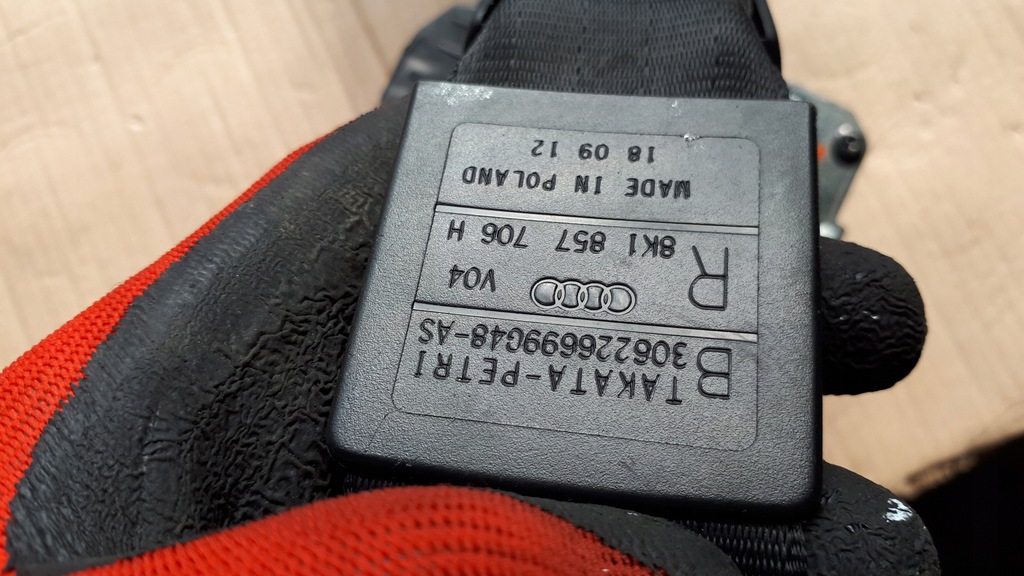 B TAKATA-PETRI
306226699G48-AS
R V04
8K1 857 706 H
MADE IN POLAND
18 09 12